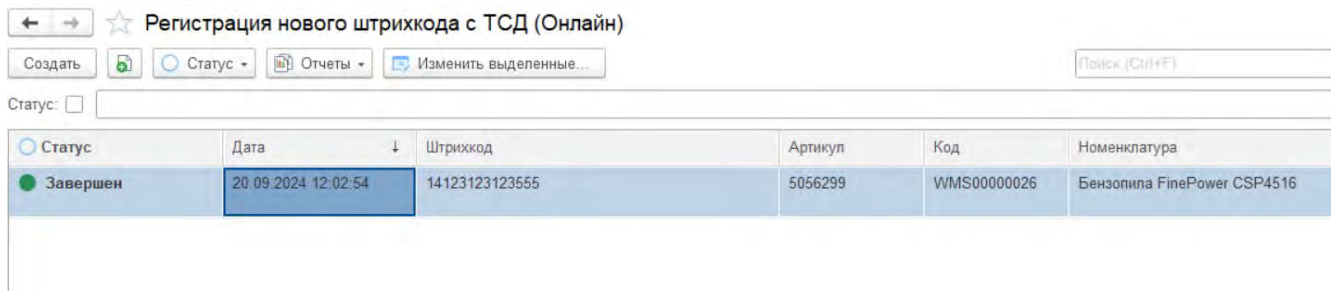 Регистрация нового штрихкода с ТСД (Онлайн)
Создать Статус Отчеты Изменить выделенные... Поиск (Ctrl+F)
Статус:
Статус Дата ↓ Штрихкод Артикул Код Номенклатура
Завершен 20.09.2024 12:02:54 14123123123555 5056299 WMS00000026 Бензопила FinePower CSP4516